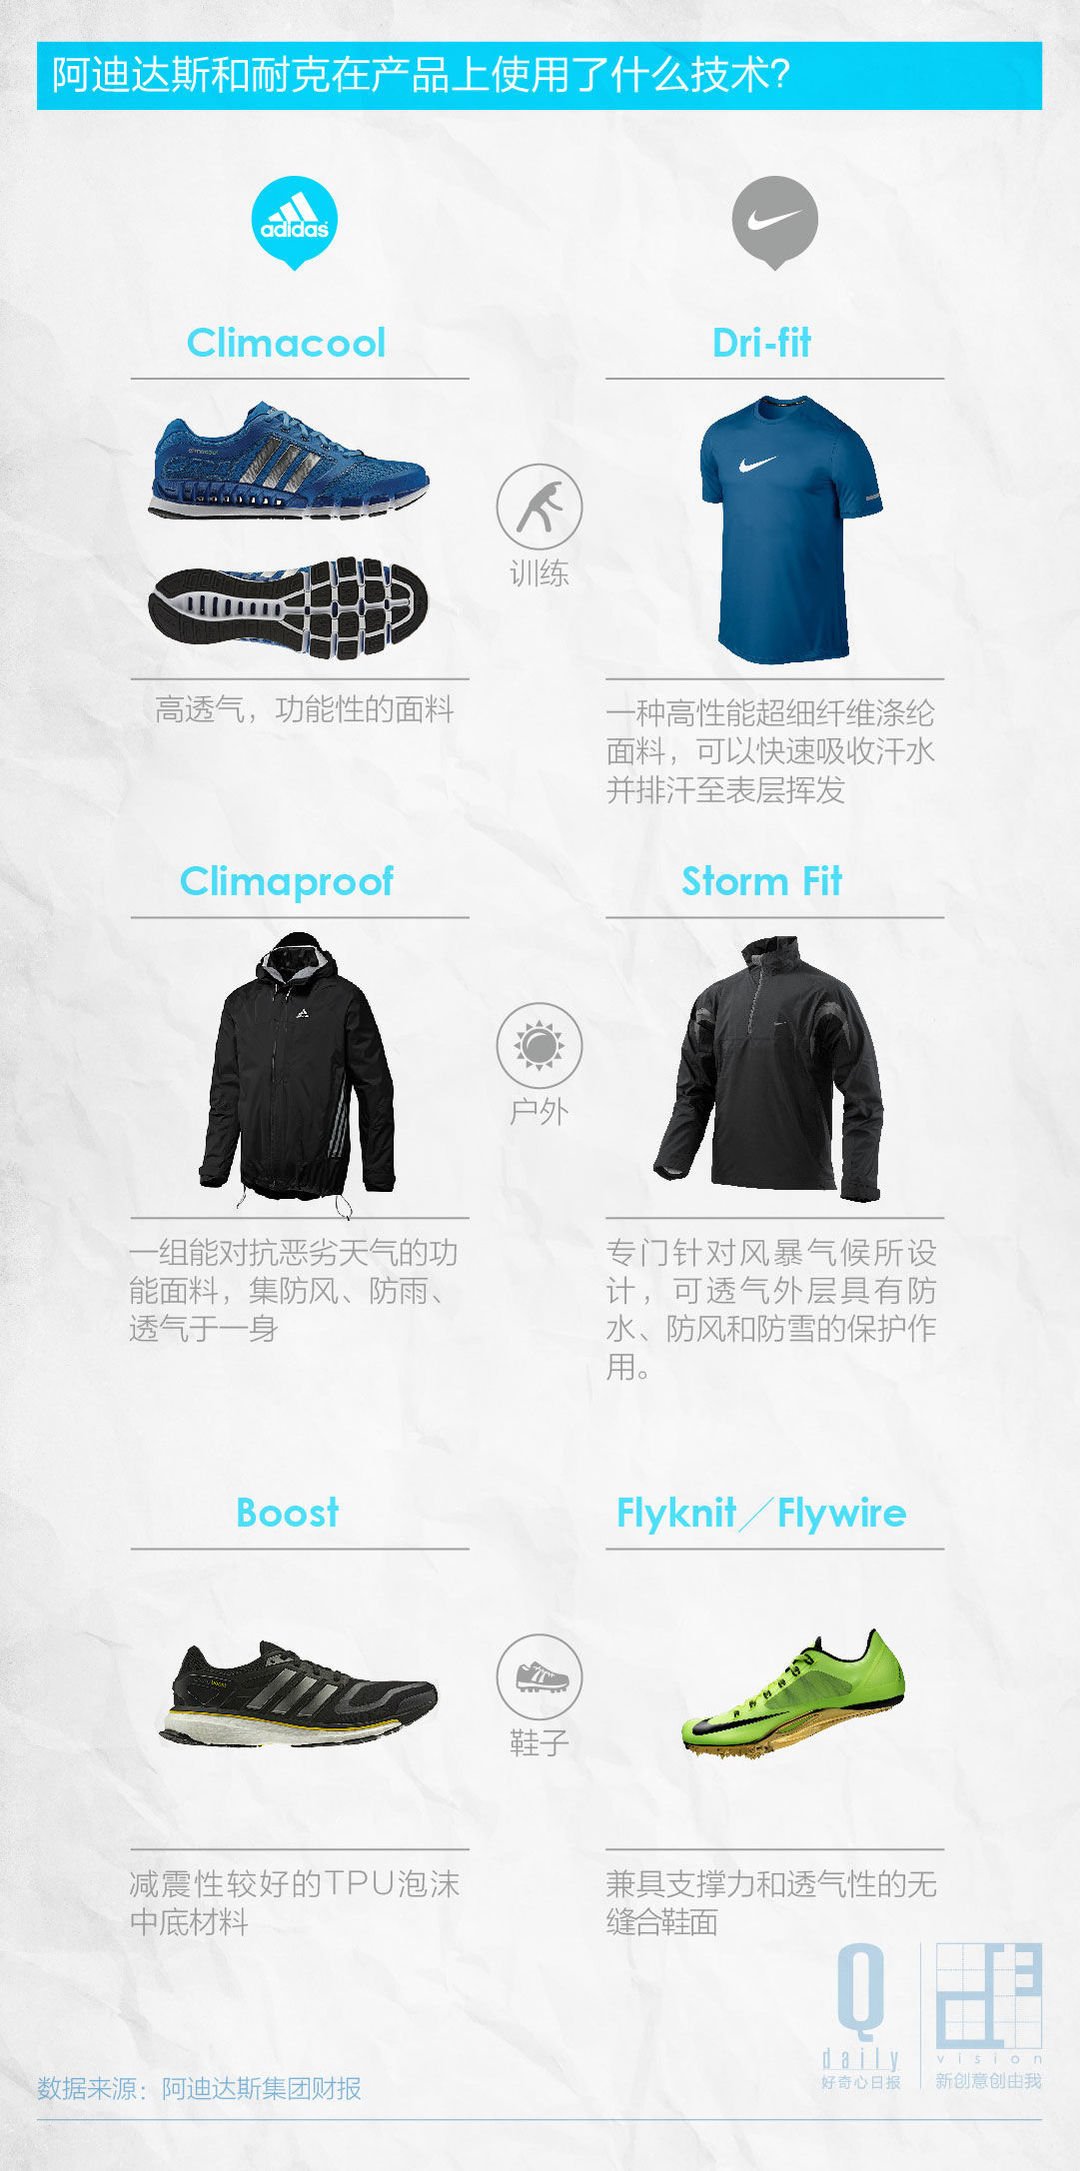 阿迪达斯和耐克在产品上使用了什么技术?
adidas
Climacool
Dri-fit
训练
高透气，功能性的面料
一种高性能超细纤维涤纶
面料，可以快速吸收汗水
并排汗至表层挥发
Climaproof
Storm Fit
户外
一组能对抗恶劣天气的功
能面料，集防风、防雨、
透气于一身
专门针对风暴气候所设
计，可透气外层具有防
水、防风和防雪的保护作
用。
Boost
Flyknit／Flywire
鞋子
减震性较好的TPU泡沫
中底材料
兼具支撑力和透气性的无
缝合鞋面
Q
daily
好奇心日报
vision
新创意创由我
数据来源：阿迪达斯集团财报